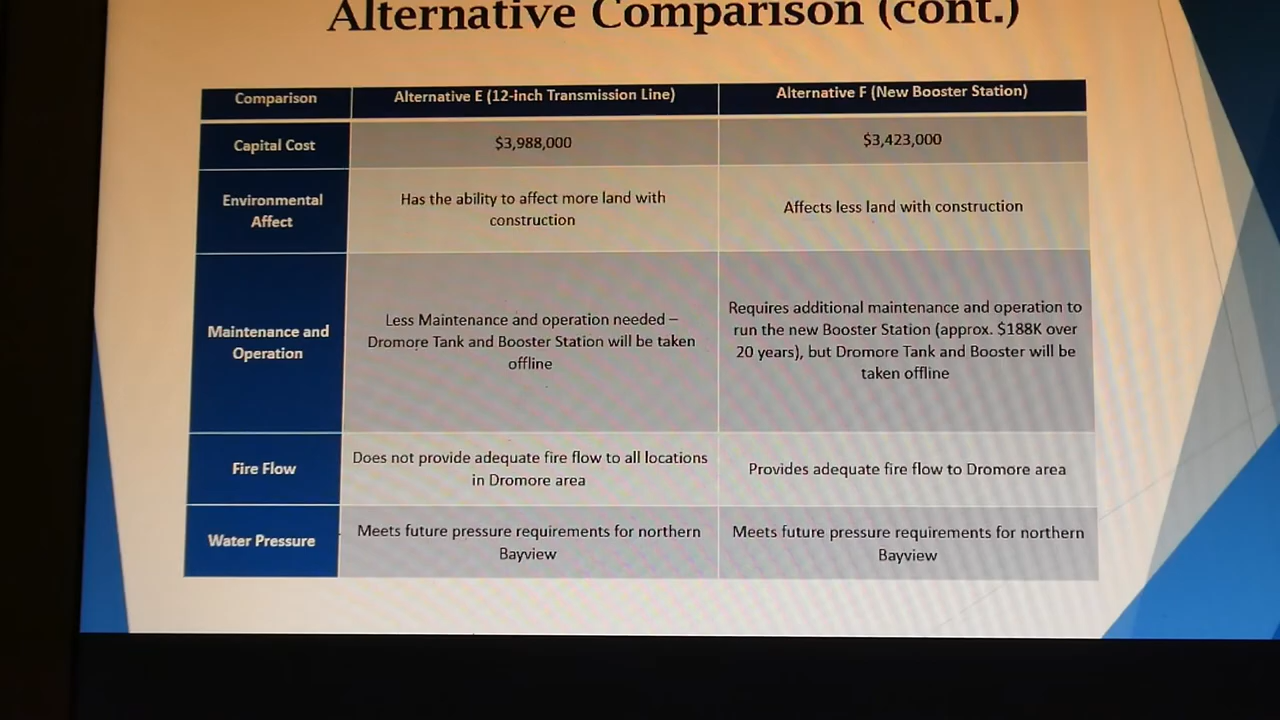 Alternative Comparison (cont.)
Comparison
Alternative E (12-inch Transmission Line)
Alternative F (New Booster Station)
Capital Cost
$3,988,000
$3,423,000
Environmental
Affect
Has the ability to affect more land with
construction
Affects less land with construction
Maintenance and
Operation
Less Maintenance and operation needed –
Dromore Tank and Booster Station will be taken
offline
Requires additional maintenance and operation to
run the new Booster Station (approx. $188K over
20 years), but Dromore Tank and Booster will be
taken offline
Fire Flow
Does not provide adequate fire flow to all locations
in Dromore area
Provides adequate fire flow to Dromore area
Water Pressure
Meets future pressure requirements for northern
Bayview
Meets future pressure requirements for northern
Bayview